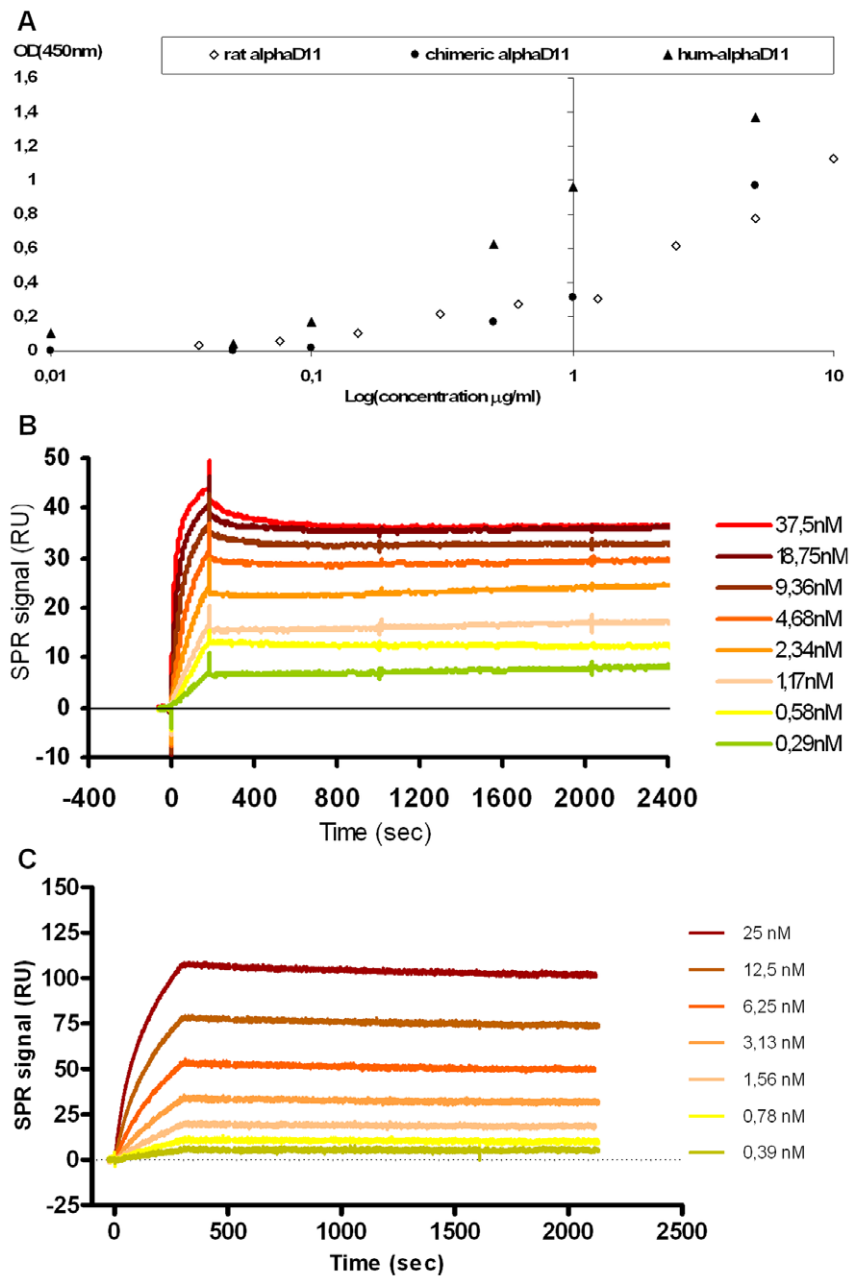 A
OD(450nm)
rat alphaD11 chimeric alphaD11 hum-alphaD11
1,6
1,4
1,2
1
0,8
0,6
0,4
0,2
0
0,01 0,1 1 10
Log(concentration μg/ml)
B
SPR signal (RU)
50
40
30
20
10
0
-10
-400 0 400 800 1200 1600 2000 2400
Time (sec)
37,5nM
18,75nM
9,36nM
4,68nM
2,34nM
1,17nM
0,58nM
0,29nM
C
SPR signal (RU)
150
125
100
75
50
25
0
-25
0 500 1000 1500 2000 2500
Time (sec)
25 nM
12,5 nM
6,25 nM
3,13 nM
1,56 nM
0,78 nM
0,39 nM